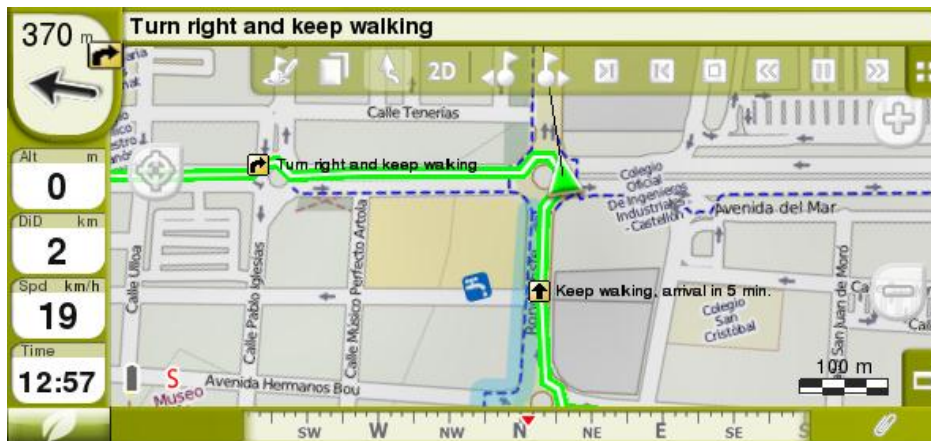 370 m
Turn right and keep walking
2D
Calle Tenerías
Alt m
0
Turn right and keep walking
Colegio
Oficial
De Ingenieros
Industriales
- Castellón
Avenida del Mar
DiD km
2
Calle Ulloa
Calle Pablo Iglesias
Calle Músico Perfecto Artola
Keep walking, arrival in 5 min.
Colegio
San
Cristóbal
San Juan de Moró
Spd km/h
19
Time
12:57
S
Museo
Avenida Hermanos Bou
100 m
SW W NW N NE E SE S